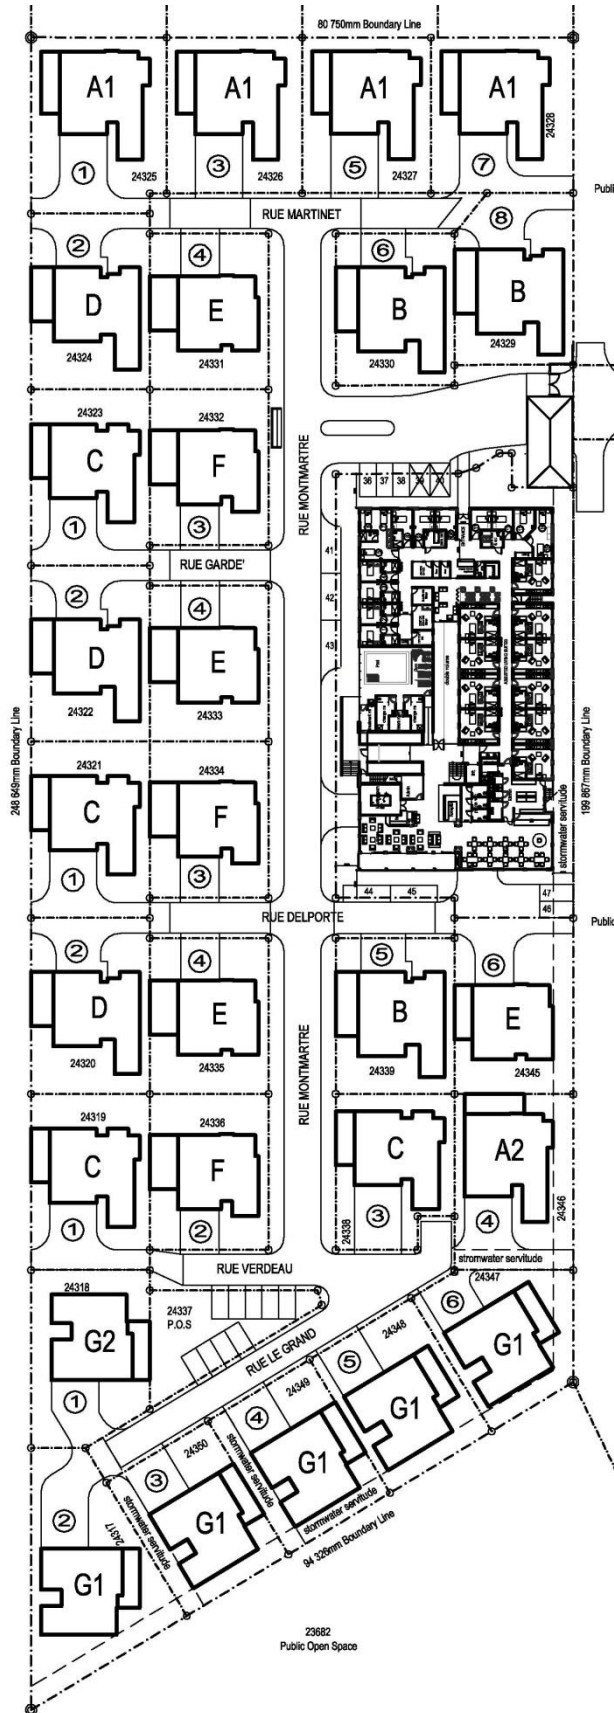 80 750mm Boundary Line
A1
A1
A1
A1
24328
1
24325
3
24326
5
24327
7
Public
RUE MARTINET
2
4
6
8
D
E
B
B
24324
24331
24330
24329
24323
24332
C
F
RUE MONTMARTRE
36
37
38
39
40
1
3
41
RUE GARDE'
2
4
42
D
E
43
24322
24333
248 649mm Boundary Line
199 867mm Boundary Line
24321
24334
C
F
stormwater servitude
1
3
44
45
47
46
RUE DELPORTE
Public
2
4
5
6
D
E
B
E
24320
24335
24339
24345
RUE MONTMARTRE
24319
24336
C
F
C
A2
1
2
24338
3
4
24346
stromwater servitude
RUE VERDEAU
24318
24337
P.O.S
24347
6
G2
RUE LE GRAND
24348
G1
5
1
24349
G1
4
24350
stormwater servitude
G1
3
2
24317
stormwater servitude
G1
stormwater servitude
94 326mm Boundary Line
G1
23682
Public Open Space